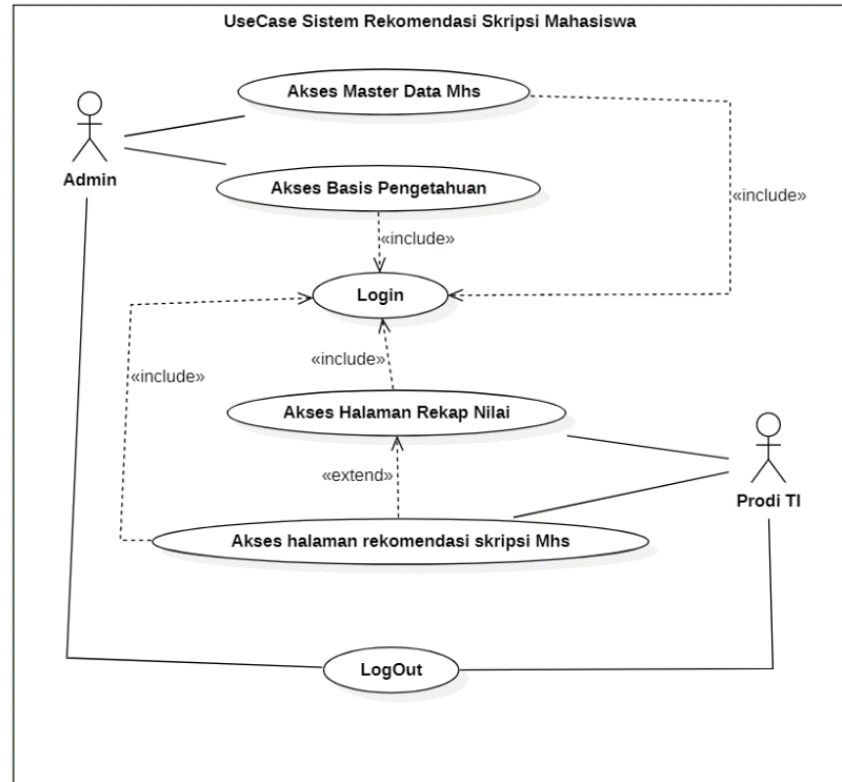 UseCase Sistem Rekomendasi Skripsi Mahasiswa
Akses Master Data Mhs
Admin
Akses Basis Pengetahuan
«include»
«include»
Login
«include»
«include»
Akses Halaman Rekap Nilai
«extend»
Prodi TI
Akses halaman rekomendasi skripsi Mhs
LogOut